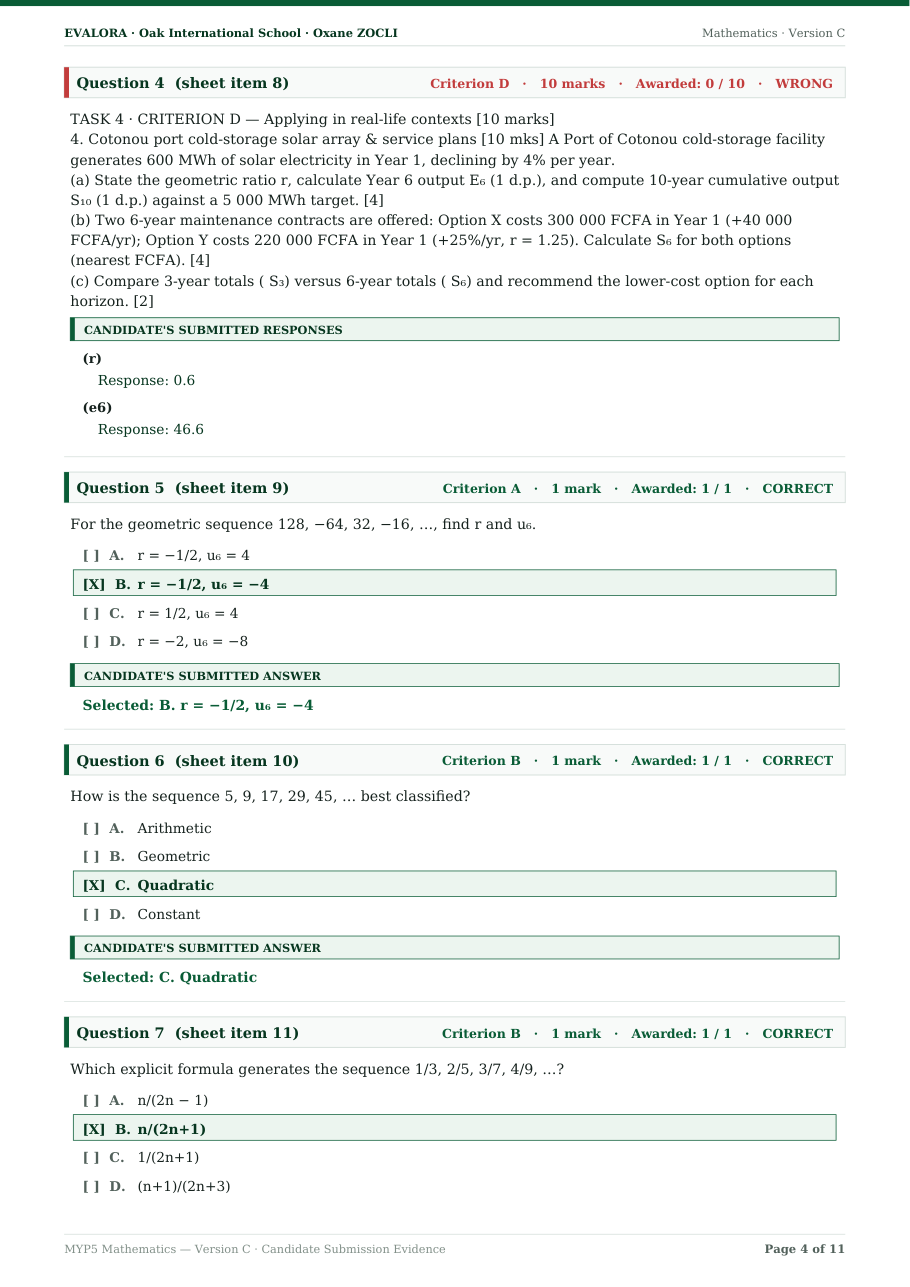 EVALORA · Oak International School · Oxane ZOCLI
Mathematics · Version C
Question 4 (sheet item 8)
Criterion D · 10 marks · Awarded: 0 / 10 · WRONG
TASK 4 · CRITERION D — Applying in real-life contexts [10 marks]
4. Cotonou port cold-storage solar array & service plans [10 mks] A Port of Cotonou cold-storage facility
generates 600 MWh of solar electricity in Year 1, declining by 4% per year.
(a) State the geometric ratio r, calculate Year 6 output E₆ (1 d.p.), and compute 10-year cumulative output
S₁₀ (1 d.p.) against a 5 000 MWh target. [4]
(b) Two 6-year maintenance contracts are offered: Option X costs 300 000 FCFA in Year 1 (+40 000
FCFA/yr); Option Y costs 220 000 FCFA in Year 1 (+25%/yr, r = 1.25). Calculate S₆ for both options
(nearest FCFA). [4]
(c) Compare 3-year totals ( S₃) versus 6-year totals ( S₆) and recommend the lower-cost option for each
horizon. [2]
CANDIDATE'S SUBMITTED RESPONSES
(r)
Response: 0.6
(e6)
Response: 46.6
Question 5 (sheet item 9)
Criterion A · 1 mark · Awarded: 1 / 1 · CORRECT
For the geometric sequence 128, −64, 32, −16, …, find r and u₆.
[ ] A. r = −1/2, u₆ = 4
[X] B. r = −1/2, u₆ = −4
[ ] C. r = 1/2, u₆ = 4
[ ] D. r = −2, u₆ = −8
CANDIDATE'S SUBMITTED ANSWER
Selected: B. r = −1/2, u₆ = −4
Question 6 (sheet item 10)
Criterion B · 1 mark · Awarded: 1 / 1 · CORRECT
How is the sequence 5, 9, 17, 29, 45, … best classified?
[ ] A. Arithmetic
[ ] B. Geometric
[X] C. Quadratic
[ ] D. Constant
CANDIDATE'S SUBMITTED ANSWER
Selected: C. Quadratic
Question 7 (sheet item 11)
Criterion B · 1 mark · Awarded: 1 / 1 · CORRECT
Which explicit formula generates the sequence 1/3, 2/5, 3/7, 4/9, …?
[ ] A. n/(2n − 1)
[X] B. n/(2n+1)
[ ] C. 1/(2n+1)
[ ] D. (n+1)/(2n+3)
MYP5 Mathematics — Version C · Candidate Submission Evidence
Page 4 of 11